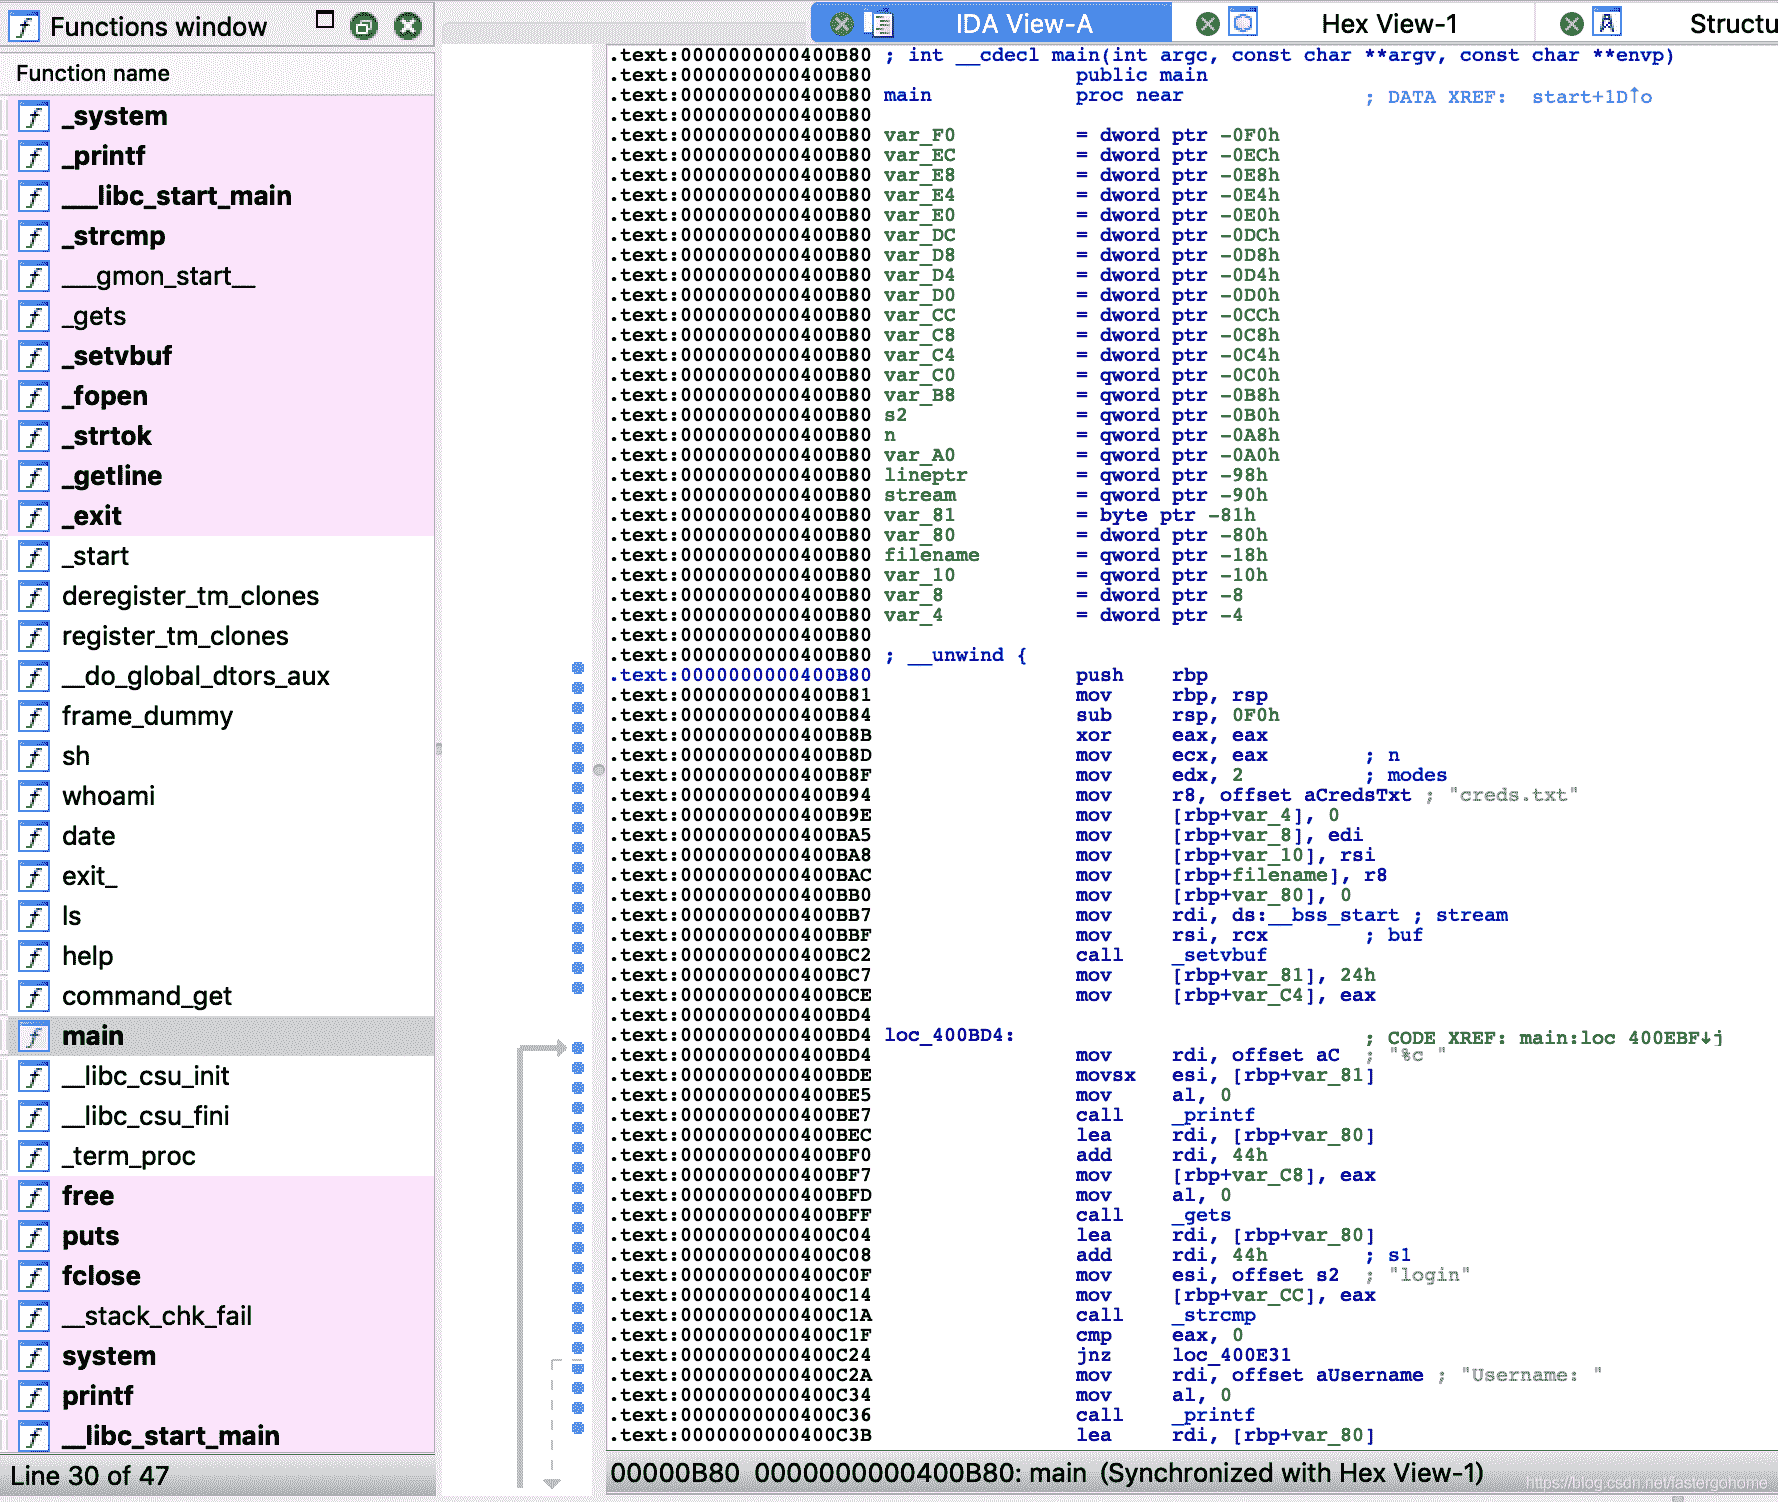 Functions window
Function name
_system
_printf
___libc_start_main
_strcmp
___gmon_start__
_gets
_setvbuf
_fopen
_strtok
_getline
_exit
_start
deregister_tm_clones
register_tm_clones
__do_global_dtors_aux
frame_dummy
sh
whoami
date
exit_
ls
help
command_get
main
__libc_csu_init
__libc_csu_fini
_term_proc
free
puts
fclose
__stack_chk_fail
system
printf
__libc_start_main
Line 30 of 47
IDA View-A
Hex View-1
Structu
.text:0000000000400B80 ; int __cdecl main(int argc, const char **argv, const char **envp)
.text:0000000000400B80 public main
.text:0000000000400B80 main proc near ; DATA XREF: start+1D↑o
.text:0000000000400B80
.text:0000000000400B80 var_F0 = dword ptr -0F0h
.text:0000000000400B80 var_EC = dword ptr -0ECh
.text:0000000000400B80 var_E8 = dword ptr -0E8h
.text:0000000000400B80 var_E4 = dword ptr -0E4h
.text:0000000000400B80 var_E0 = dword ptr -0E0h
.text:0000000000400B80 var_DC = dword ptr -0DCh
.text:0000000000400B80 var_D8 = dword ptr -0D8h
.text:0000000000400B80 var_D4 = dword ptr -0D4h
.text:0000000000400B80 var_D0 = dword ptr -0D0h
.text:0000000000400B80 var_CC = dword ptr -0CCh
.text:0000000000400B80 var_C8 = dword ptr -0C8h
.text:0000000000400B80 var_C4 = dword ptr -0C4h
.text:0000000000400B80 var_C0 = qword ptr -0C0h
.text:0000000000400B80 var_B8 = qword ptr -0B8h
.text:0000000000400B80 s2 = qword ptr -0B0h
.text:0000000000400B80 n = qword ptr -0A8h
.text:0000000000400B80 var_A0 = qword ptr -0A0h
.text:0000000000400B80 lineptr = qword ptr -98h
.text:0000000000400B80 stream = qword ptr -90h
.text:0000000000400B80 var_81 = byte ptr -81h
.text:0000000000400B80 var_80 = dword ptr -80h
.text:0000000000400B80 filename = qword ptr -18h
.text:0000000000400B80 var_10 = qword ptr -10h
.text:0000000000400B80 var_8 = dword ptr -8
.text:0000000000400B80 var_4 = dword ptr -4
.text:0000000000400B80
.text:0000000000400B80 ; __unwind {
.text:0000000000400B80 push rbp
.text:0000000000400B81 mov rbp, rsp
.text:0000000000400B84 sub rsp, 0F0h
.text:0000000000400B8B xor eax, eax
.text:0000000000400B8D mov ecx, eax ; n
.text:0000000000400B8F mov edx, 2 ; modes
.text:0000000000400B94 mov r8, offset aCredsTxt ; "creds.txt"
.text:0000000000400B9E mov [rbp+var_4], 0
.text:0000000000400BA5 mov [rbp+var_8], edi
.text:0000000000400BA8 mov [rbp+var_10], rsi
.text:0000000000400BAC mov [rbp+filename], r8
.text:0000000000400BB0 mov [rbp+var_80], 0
.text:0000000000400BB7 mov rdi, ds:__bss_start ; stream
.text:0000000000400BBF mov rsi, rcx ; buf
.text:0000000000400BC2 call _setvbuf
.text:0000000000400BC7 mov [rbp+var_81], 24h
.text:0000000000400BCE mov [rbp+var_C4], eax
.text:0000000000400BD4
.text:0000000000400BD4 loc_400BD4: ; CODE XREF: main:loc 400EBF↓j
.text:0000000000400BD4 mov rdi, offset aC ; "%c "
.text:0000000000400BDE movsx esi, [rbp+var_81]
.text:0000000000400BE5 mov al, 0
.text:0000000000400BE7 call _printf
.text:0000000000400BEC lea rdi, [rbp+var_80]
.text:0000000000400BF0 add rdi, 44h
.text:0000000000400BF7 mov [rbp+var_C8], eax
.text:0000000000400BFD mov al, 0
.text:0000000000400BFF call _gets
.text:0000000000400C04 lea rdi, [rbp+var_80]
.text:0000000000400C08 add rdi, 44h ; s1
.text:0000000000400C0F mov esi, offset s2 ; "login"
.text:0000000000400C14 mov [rbp+var_CC], eax
.text:0000000000400C1A call _strcmp
.text:0000000000400C1F cmp eax, 0
.text:0000000000400C24 jnz loc_400E31
.text:0000000000400C2A mov rdi, offset aUsername ; "Username: "
.text:0000000000400C34 mov al, 0
.text:0000000000400C36 call _printf
.text:0000000000400C3B lea rdi, [rbp+var_80]
00000B80 0000000000400B80: main (Synchronized with Hex View-1)
https://blog.csdn.net/fastergohome